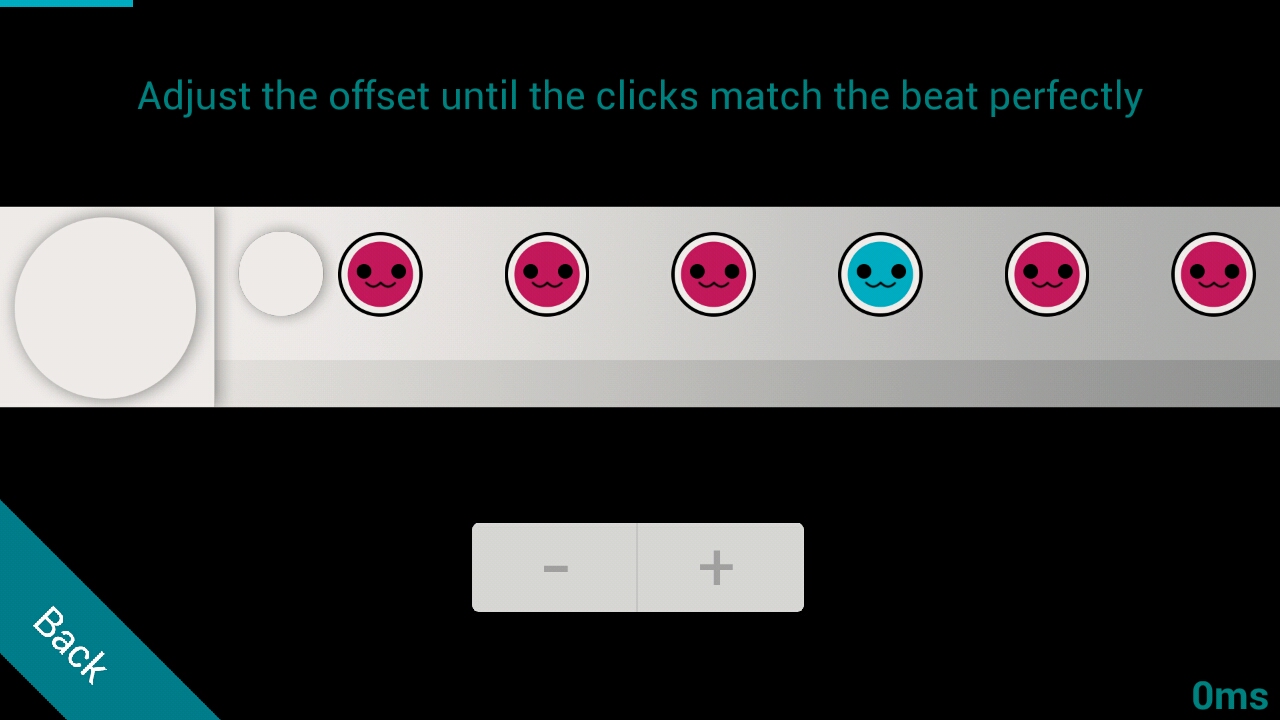 Adjust the offset until the clicks match the beat perfectly
- +
Back
0ms